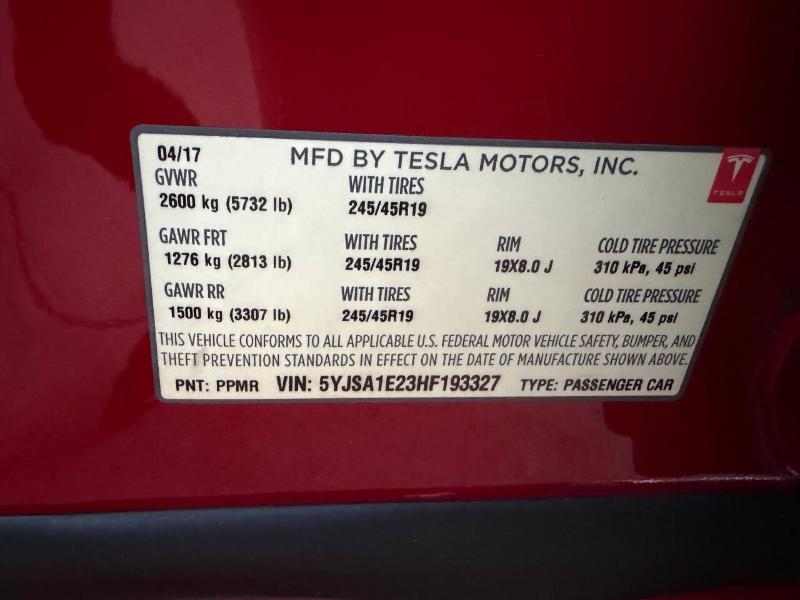 04/17 MFD BY TESLA MOTORS, INC.
TESLA
GVWR WITH TIRES
2600 kg (5732 lb) 245/45R19
GAWR FRT WITH TIRES RIM COLD TIRE PRESSURE
1276 kg (2813 lb) 245/45R19 19X8.0 J 310 kPa, 45 psi
GAWR RR WITH TIRES RIM COLD TIRE PRESSURE
1500 kg (3307 lb) 245/45R19 19X8.0 J 310 kPa, 45 psi
THIS VEHICLE CONFORMS TO ALL APPLICABLE U.S. FEDERAL MOTOR VEHICLE SAFETY, BUMPER, AND
THEFT PREVENTION STANDARDS IN EFFECT ON THE DATE OF MANUFACTURE SHOWN ABOVE.
PNT: PPMR VIN: 5YJSA1E23HF193327 TYPE: PASSENGER CAR